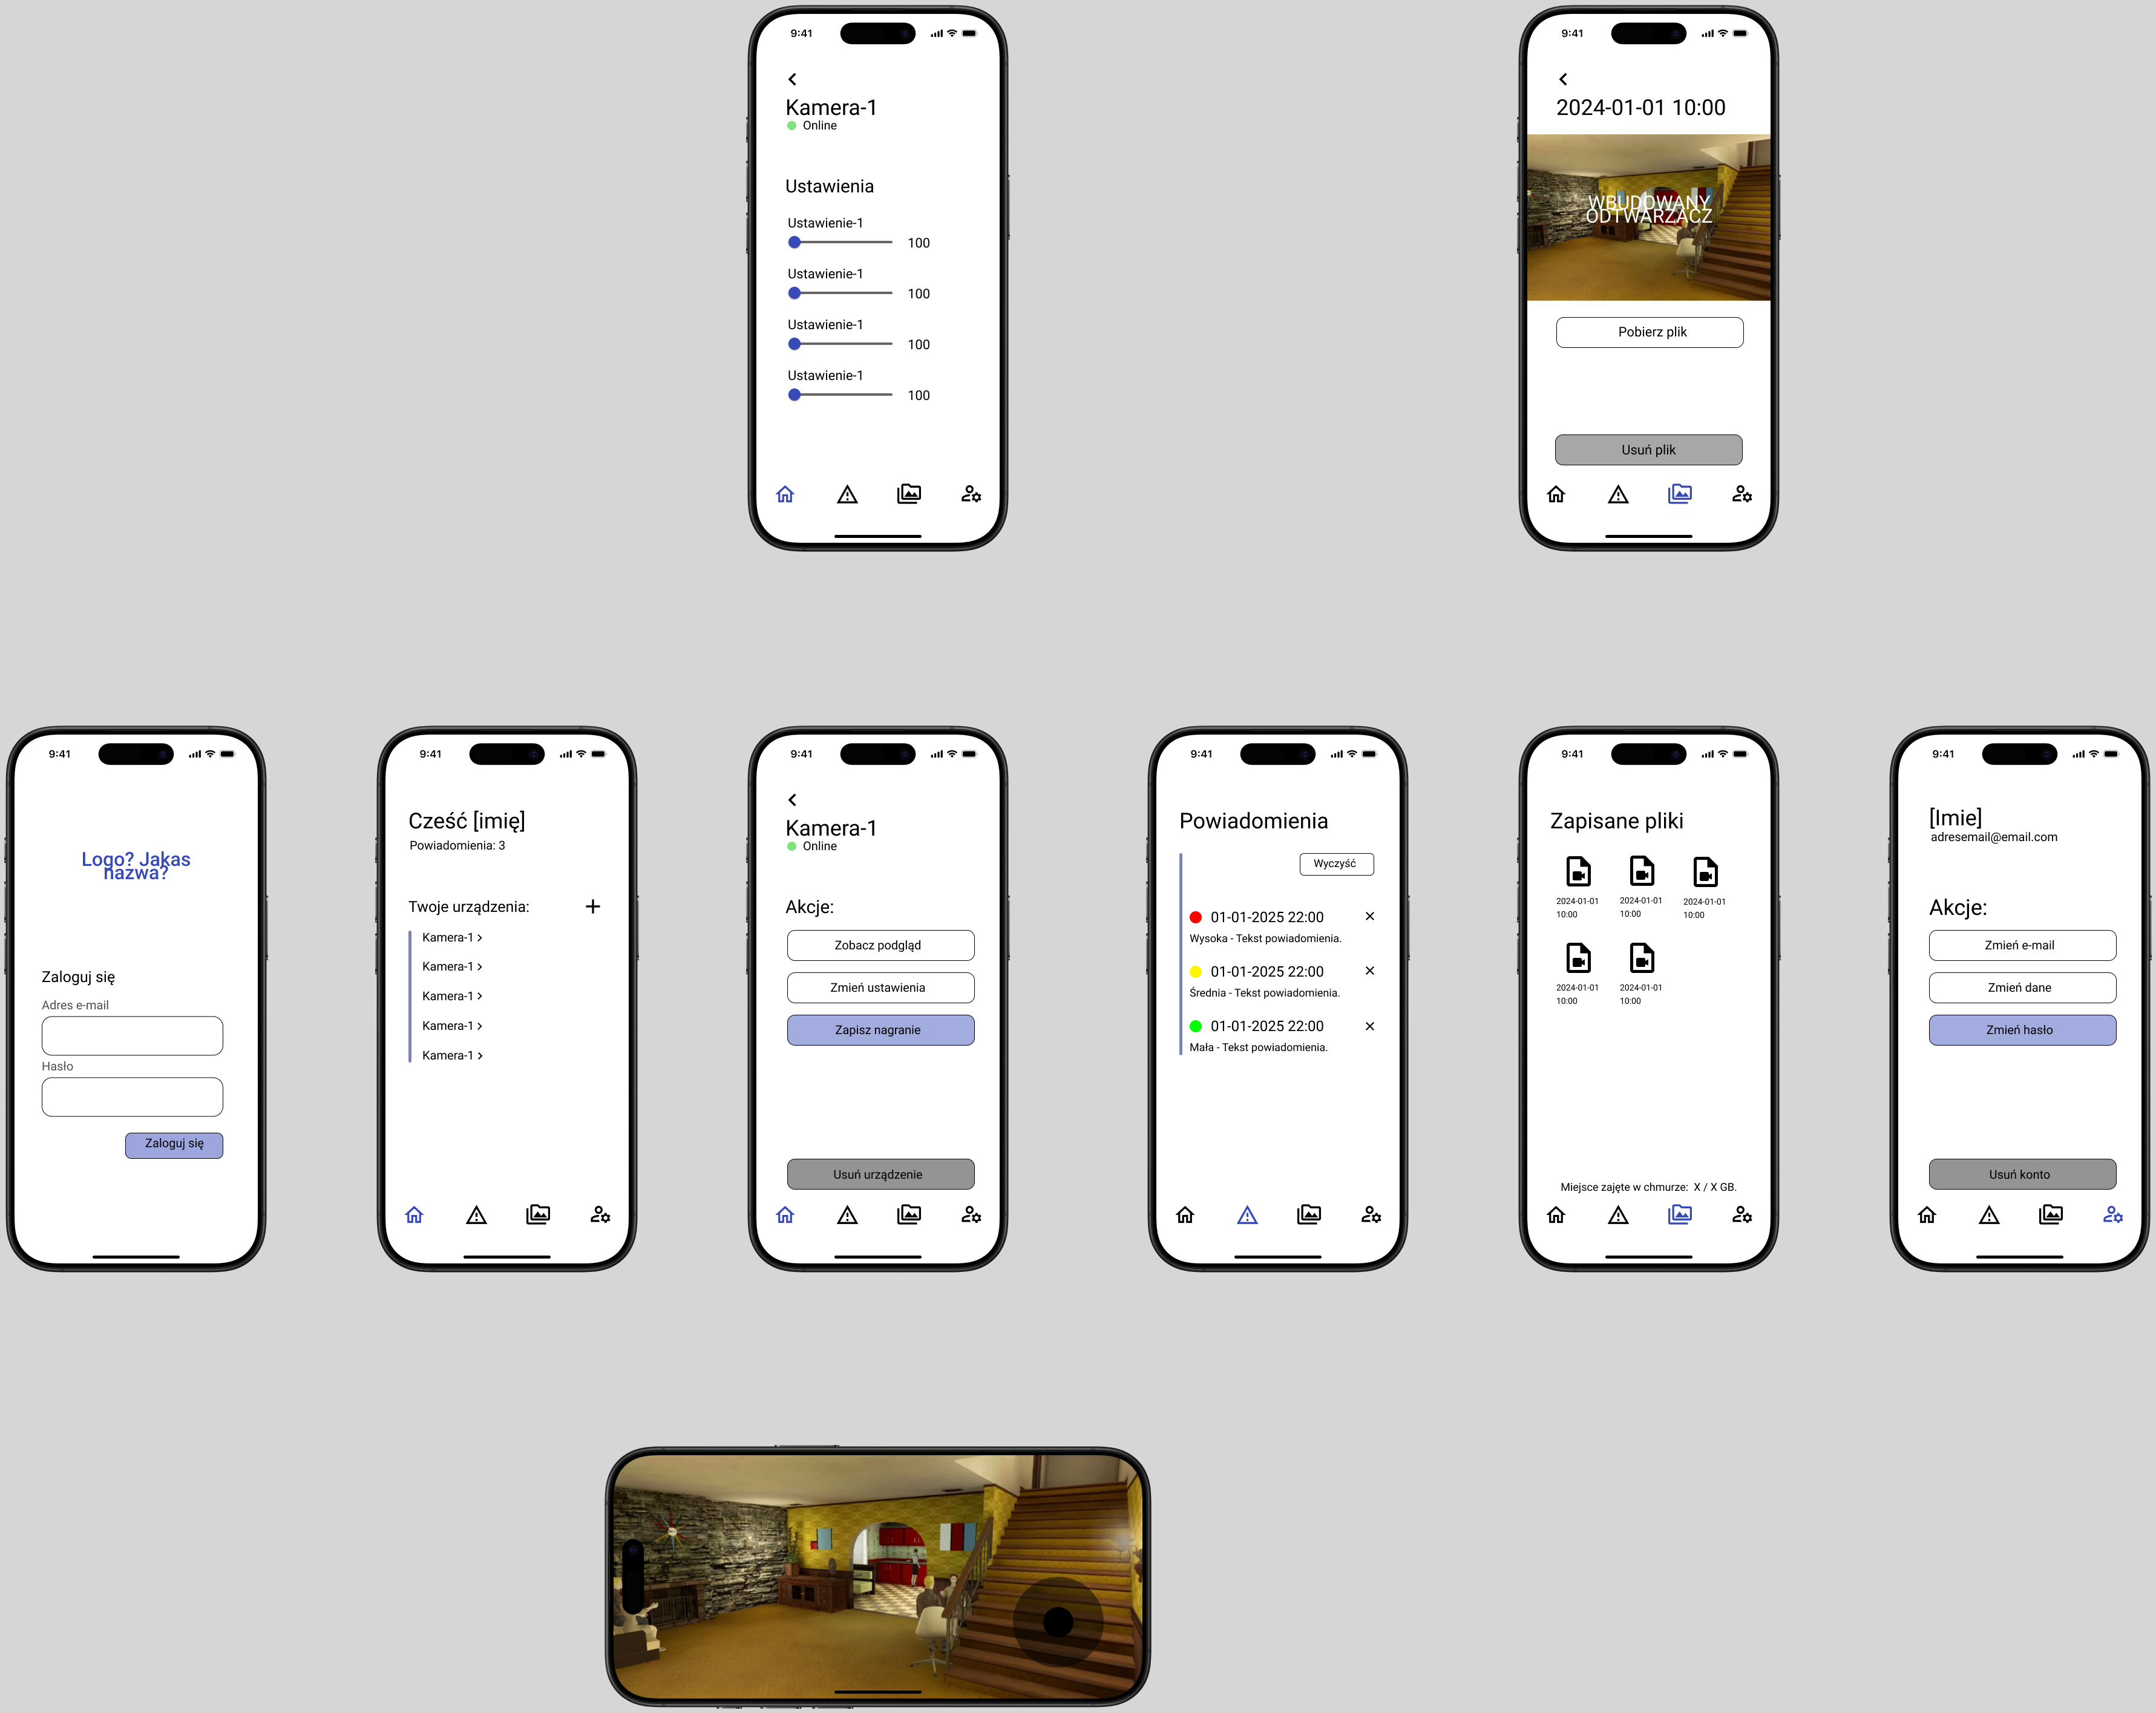 9:41
Kamera-1
Online
Ustawienia
Ustawienie-1
100
Ustawienie-1
100
Ustawienie-1
100
Ustawienie-1
100
9:41
2024-01-01 10:00
WBUDOWANY
ODTWARZACZ
Pobierz plik
Usuń plik
9:41
Logo? Jakas
nazwa?
Zaloguj się
Adres e-mail
Hasło
Zaloguj się
9:41
Cześć [imię]
Powiadomienia: 3
Twoje urządzenia:
Kamera-1
Kamera-1
Kamera-1
Kamera-1
Kamera-1
9:41
Kamera-1
Online
Akcje:
Zobacz podgląd
Zmień ustawienia
Zapisz nagranie
Usuń urządzenie
9:41
Powiadomienia
Wyczyść
01-01-2025 22:00
Wysoka - Tekst powiadomienia.
01-01-2025 22:00
Średnia - Tekst powiadomienia.
01-01-2025 22:00
Mała - Tekst powiadomienia.
9:41
Zapisane pliki
2024-01-01
10:00
2024-01-01
10:00
2024-01-01
10:00
2024-01-01
10:00
2024-01-01
10:00
Miejsce zajęte w chmurze: X / X GB.
9:41
[Imie]
adresemail@email.com
Akcje:
Zmień e-mail
Zmień dane
Zmień hasło
Usuń konto